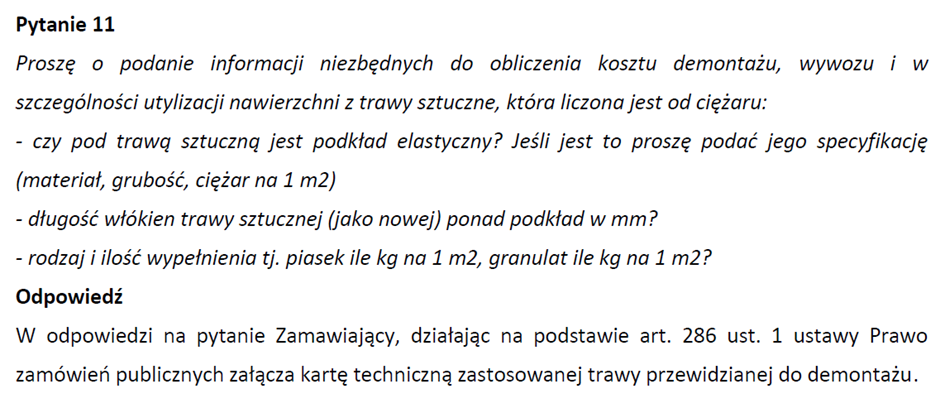 Pytanie 11
Proszę o podanie informacji niezbędnych do obliczenia kosztu demontażu, wywozu i w
szczególności utylizacji nawierzchni z trawy sztuczne, która liczona jest od ciężaru:
- czy pod trawą sztuczną jest podkład elastyczny? Jeśli jest to proszę podać jego specyfikację
(materiał, grubość, ciężar na 1 m2)
- długość włókien trawy sztucznej (jako nowej) ponad podkład w mm?
- rodzaj i ilość wypełnienia tj. piasek ile kg na 1 m2, granulat ile kg na 1 m2?
Odpowiedź
W odpowiedzi na pytanie Zamawiający, działając na podstawie art. 286 ust. 1 ustawy Prawo
zamówień publicznych załącza kartę techniczną zastosowanej trawy przewidzianej do demontażu.